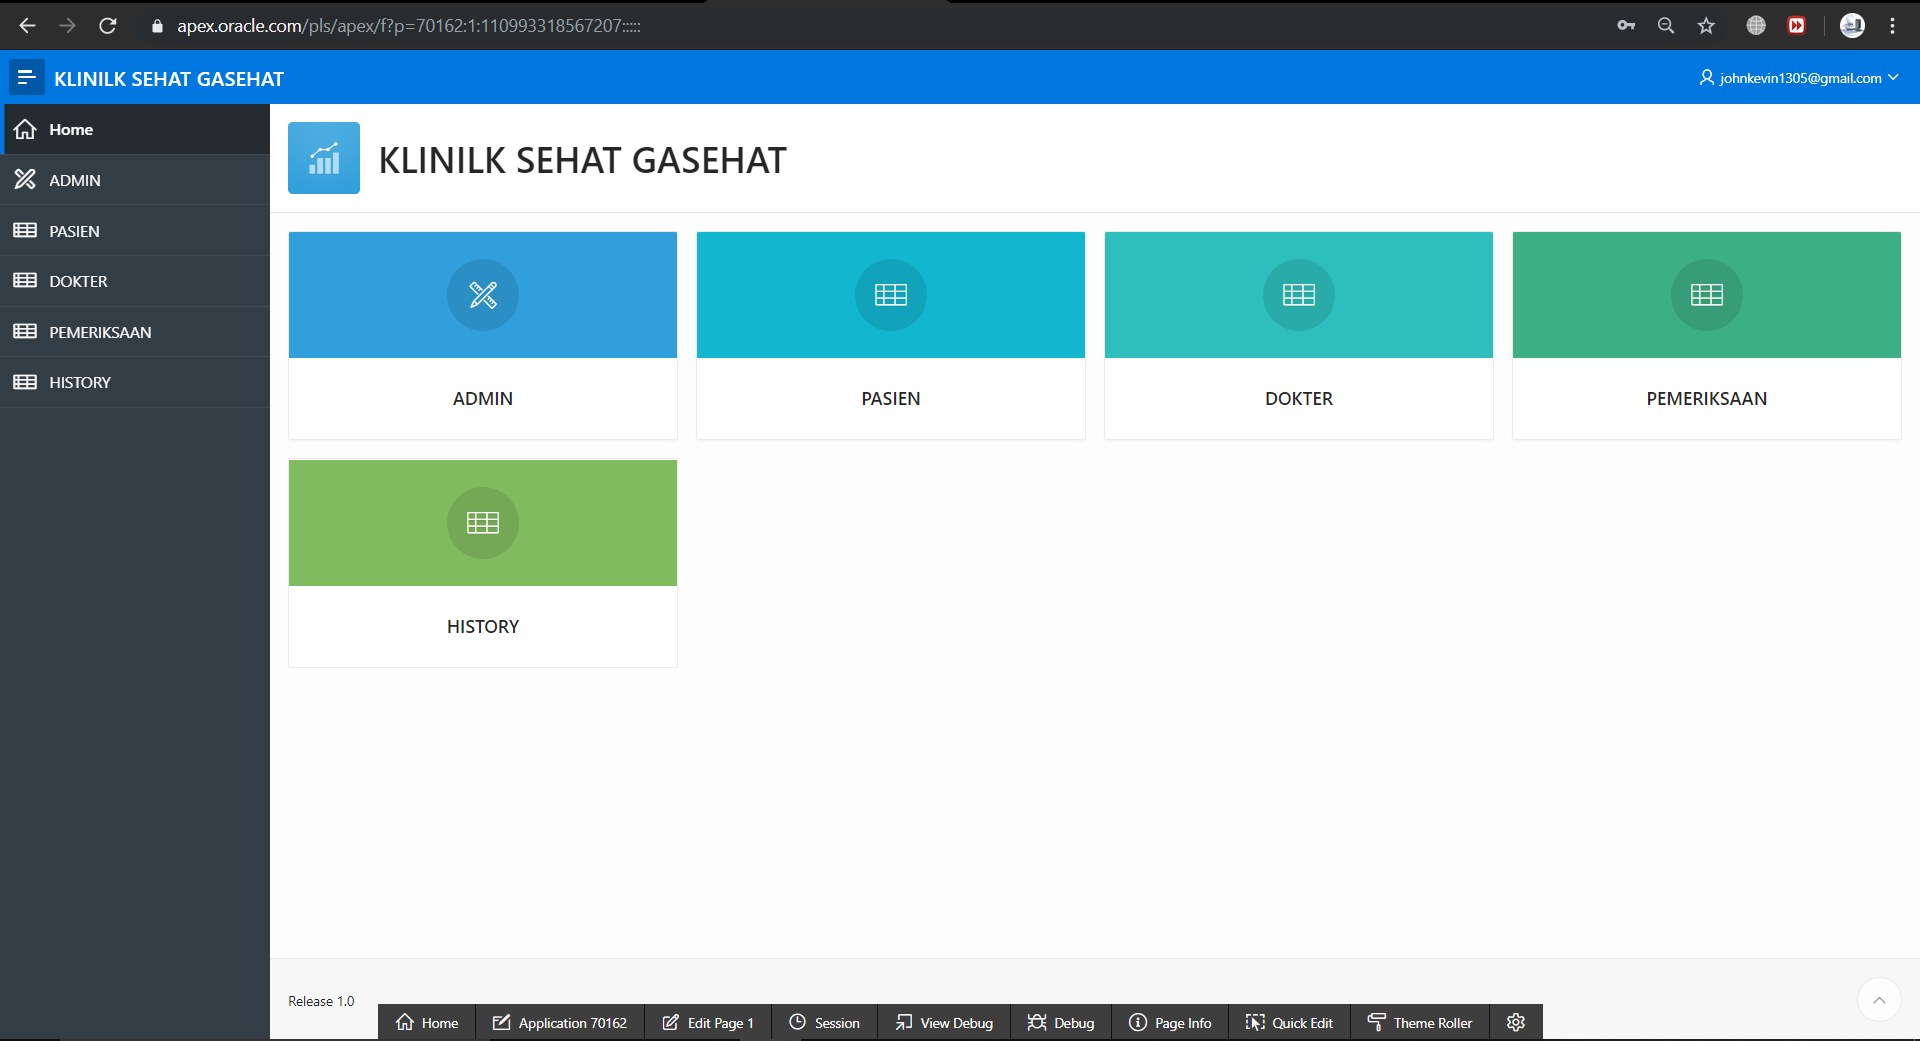 apex.oracle.com/pls/apex/f?p=70162:1:110993318567207:::::
KLINILK SEHAT GASEHAT
johnkevin1305@gmail.com
Home
ADMIN
PASIEN
DOKTER
PEMERIKSAAN
HISTORY
KLINILK SEHAT GASEHAT
ADMIN
PASIEN
DOKTER
PEMERIKSAAN
HISTORY
Release 1.0
Home
Application 70162
Edit Page 1
Session
View Debug
Debug
Page Info
Quick Edit
Theme Roller